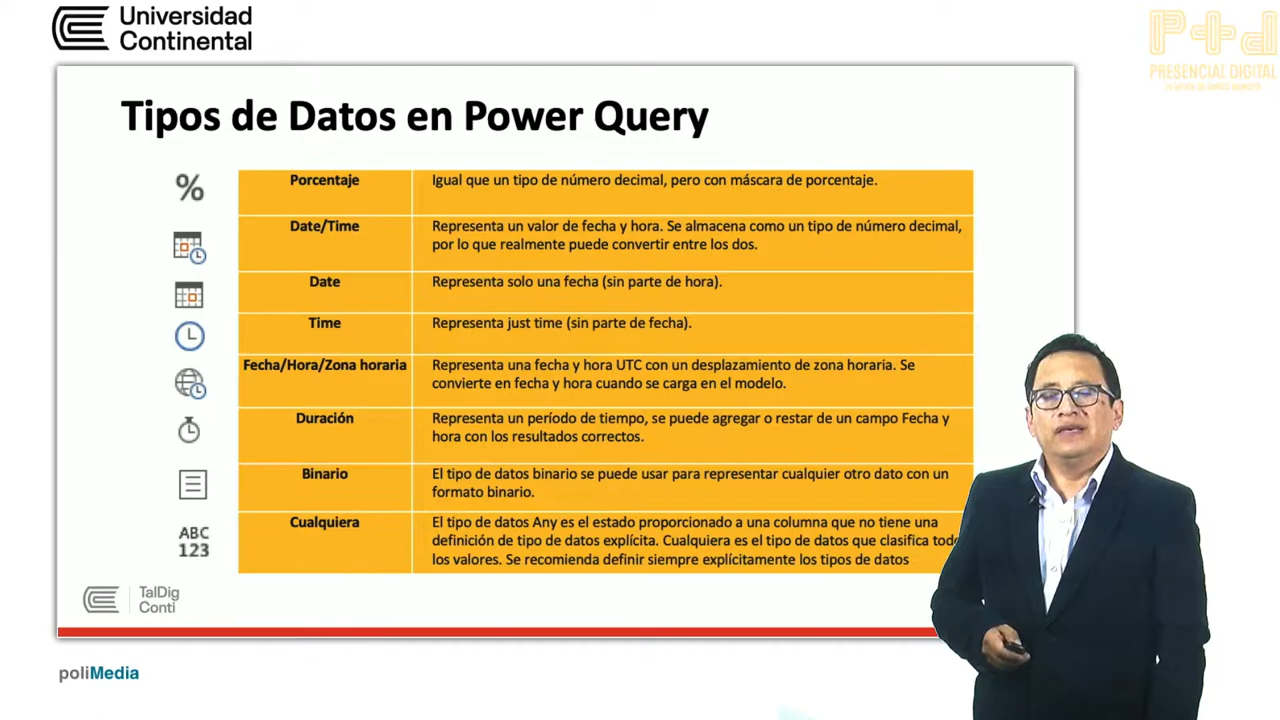 Universidad
Continental
P+d
PRESENCIAL DIGITAL
Tipos de Datos en Power Query
%
Porcentaje
Igual que un tipo de número decimal, pero con máscara de porcentaje.
Date/Time
Representa un valor de fecha y hora. Se almacena como un tipo de número decimal,
por lo que realmente puede convertir entre los dos.
Date
Representa solo una fecha (sin parte de hora).
Time
Representa just time (sin parte de fecha).
Fecha/Hora/Zona horaria
Representa una fecha y hora UTC con un desplazamiento de zona horaria. Se
convierte en fecha y hora cuando se carga en el modelo.
Duración
Representa un período de tiempo, se puede agregar o restar de un campo Fecha y
hora con los resultados correctos.
Binario
El tipo de datos binario se puede usar para representar cualquier otro dato con un
formato binario.
ABC
123
Cualquiera
El tipo de datos Any es el estado proporcionado a una columna que no tiene una
definición de tipo de datos explícita. Cualquiera es el tipo de datos que clasifica
los valores. Se recomienda definir siempre explícitamente los tipos de datos
TalDig
Conti
poliMedia